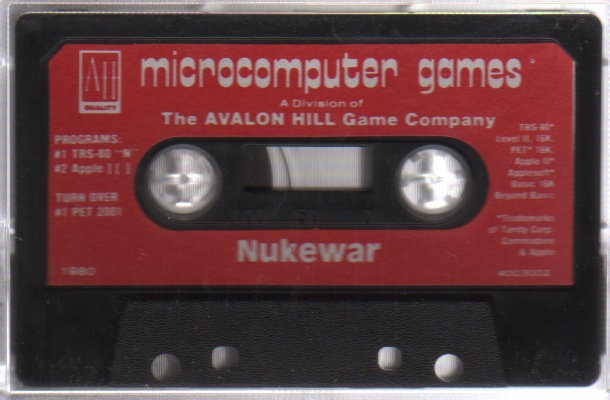 AH
QUALITY
microcomputer games
A Division of
The AVALON HILL Game Company
PROGRAMS:
#1 TRS-80 "N"
#2 Apple ] [ ]
TURN OVER
#1 PET 2001
TRS-80*
Level II, 16K
PET* 16K
Apple II*
Applesoft*
Basic 16K
Beyond Basic
*Trademarks
of Tandy Corp.
Commodore
& Apple
Nukewar
1980
4003002